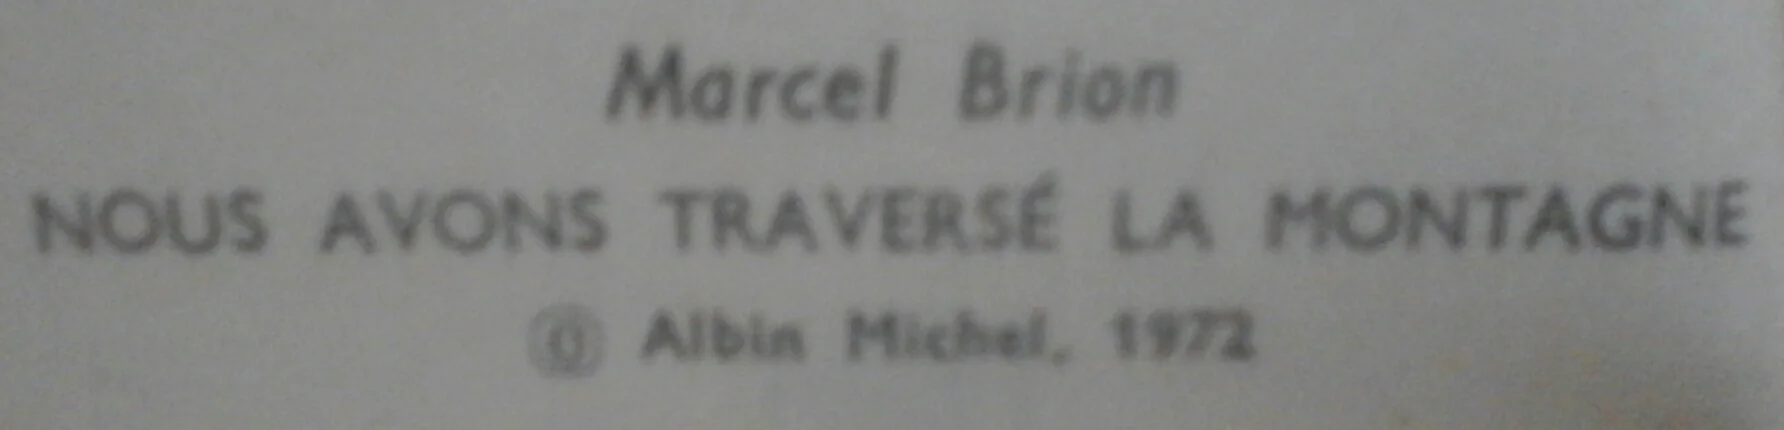 Marcel Brion
NOUS AVONS TRAVERSÉ LA MONTAGNE
© Albin Michel, 1972